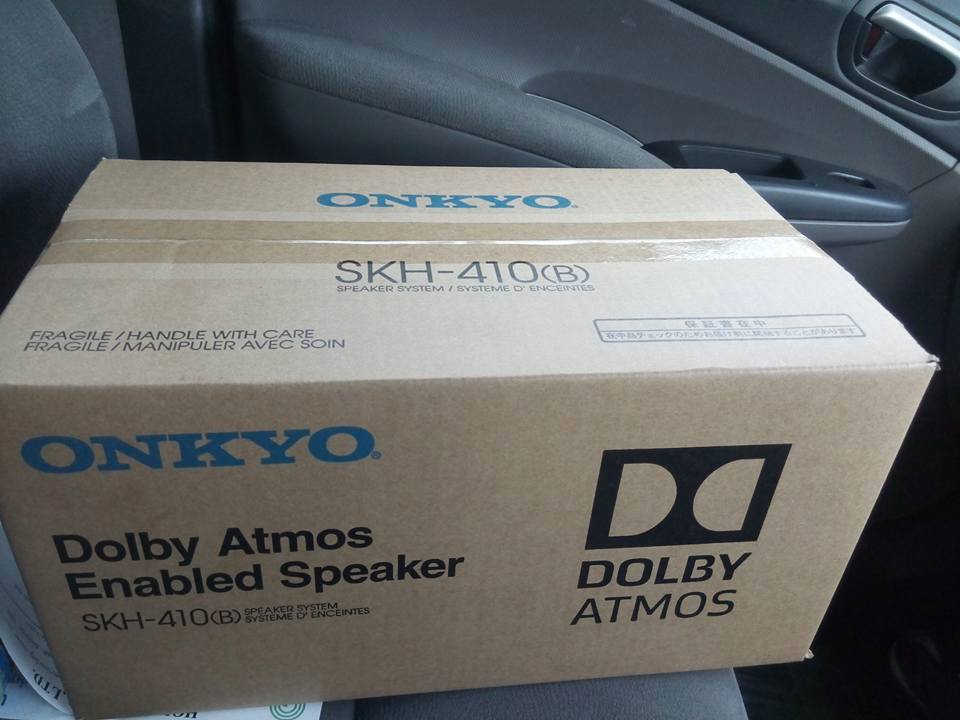 ONKYO®
SKH-410(B)
SPEAKER SYSTEM / SYSTEME D' ENCEINTES
FRAGILE / HANDLE WITH CARE
FRAGILE / MANIPULER AVEC SOIN
保証書在中
ONKYO®
Dolby Atmos
Enabled Speaker
SKH-410(B) SPEAKER SYSTEM
SYSTEME D' ENCEINTES
DOLBY
ATMOS
LTD.